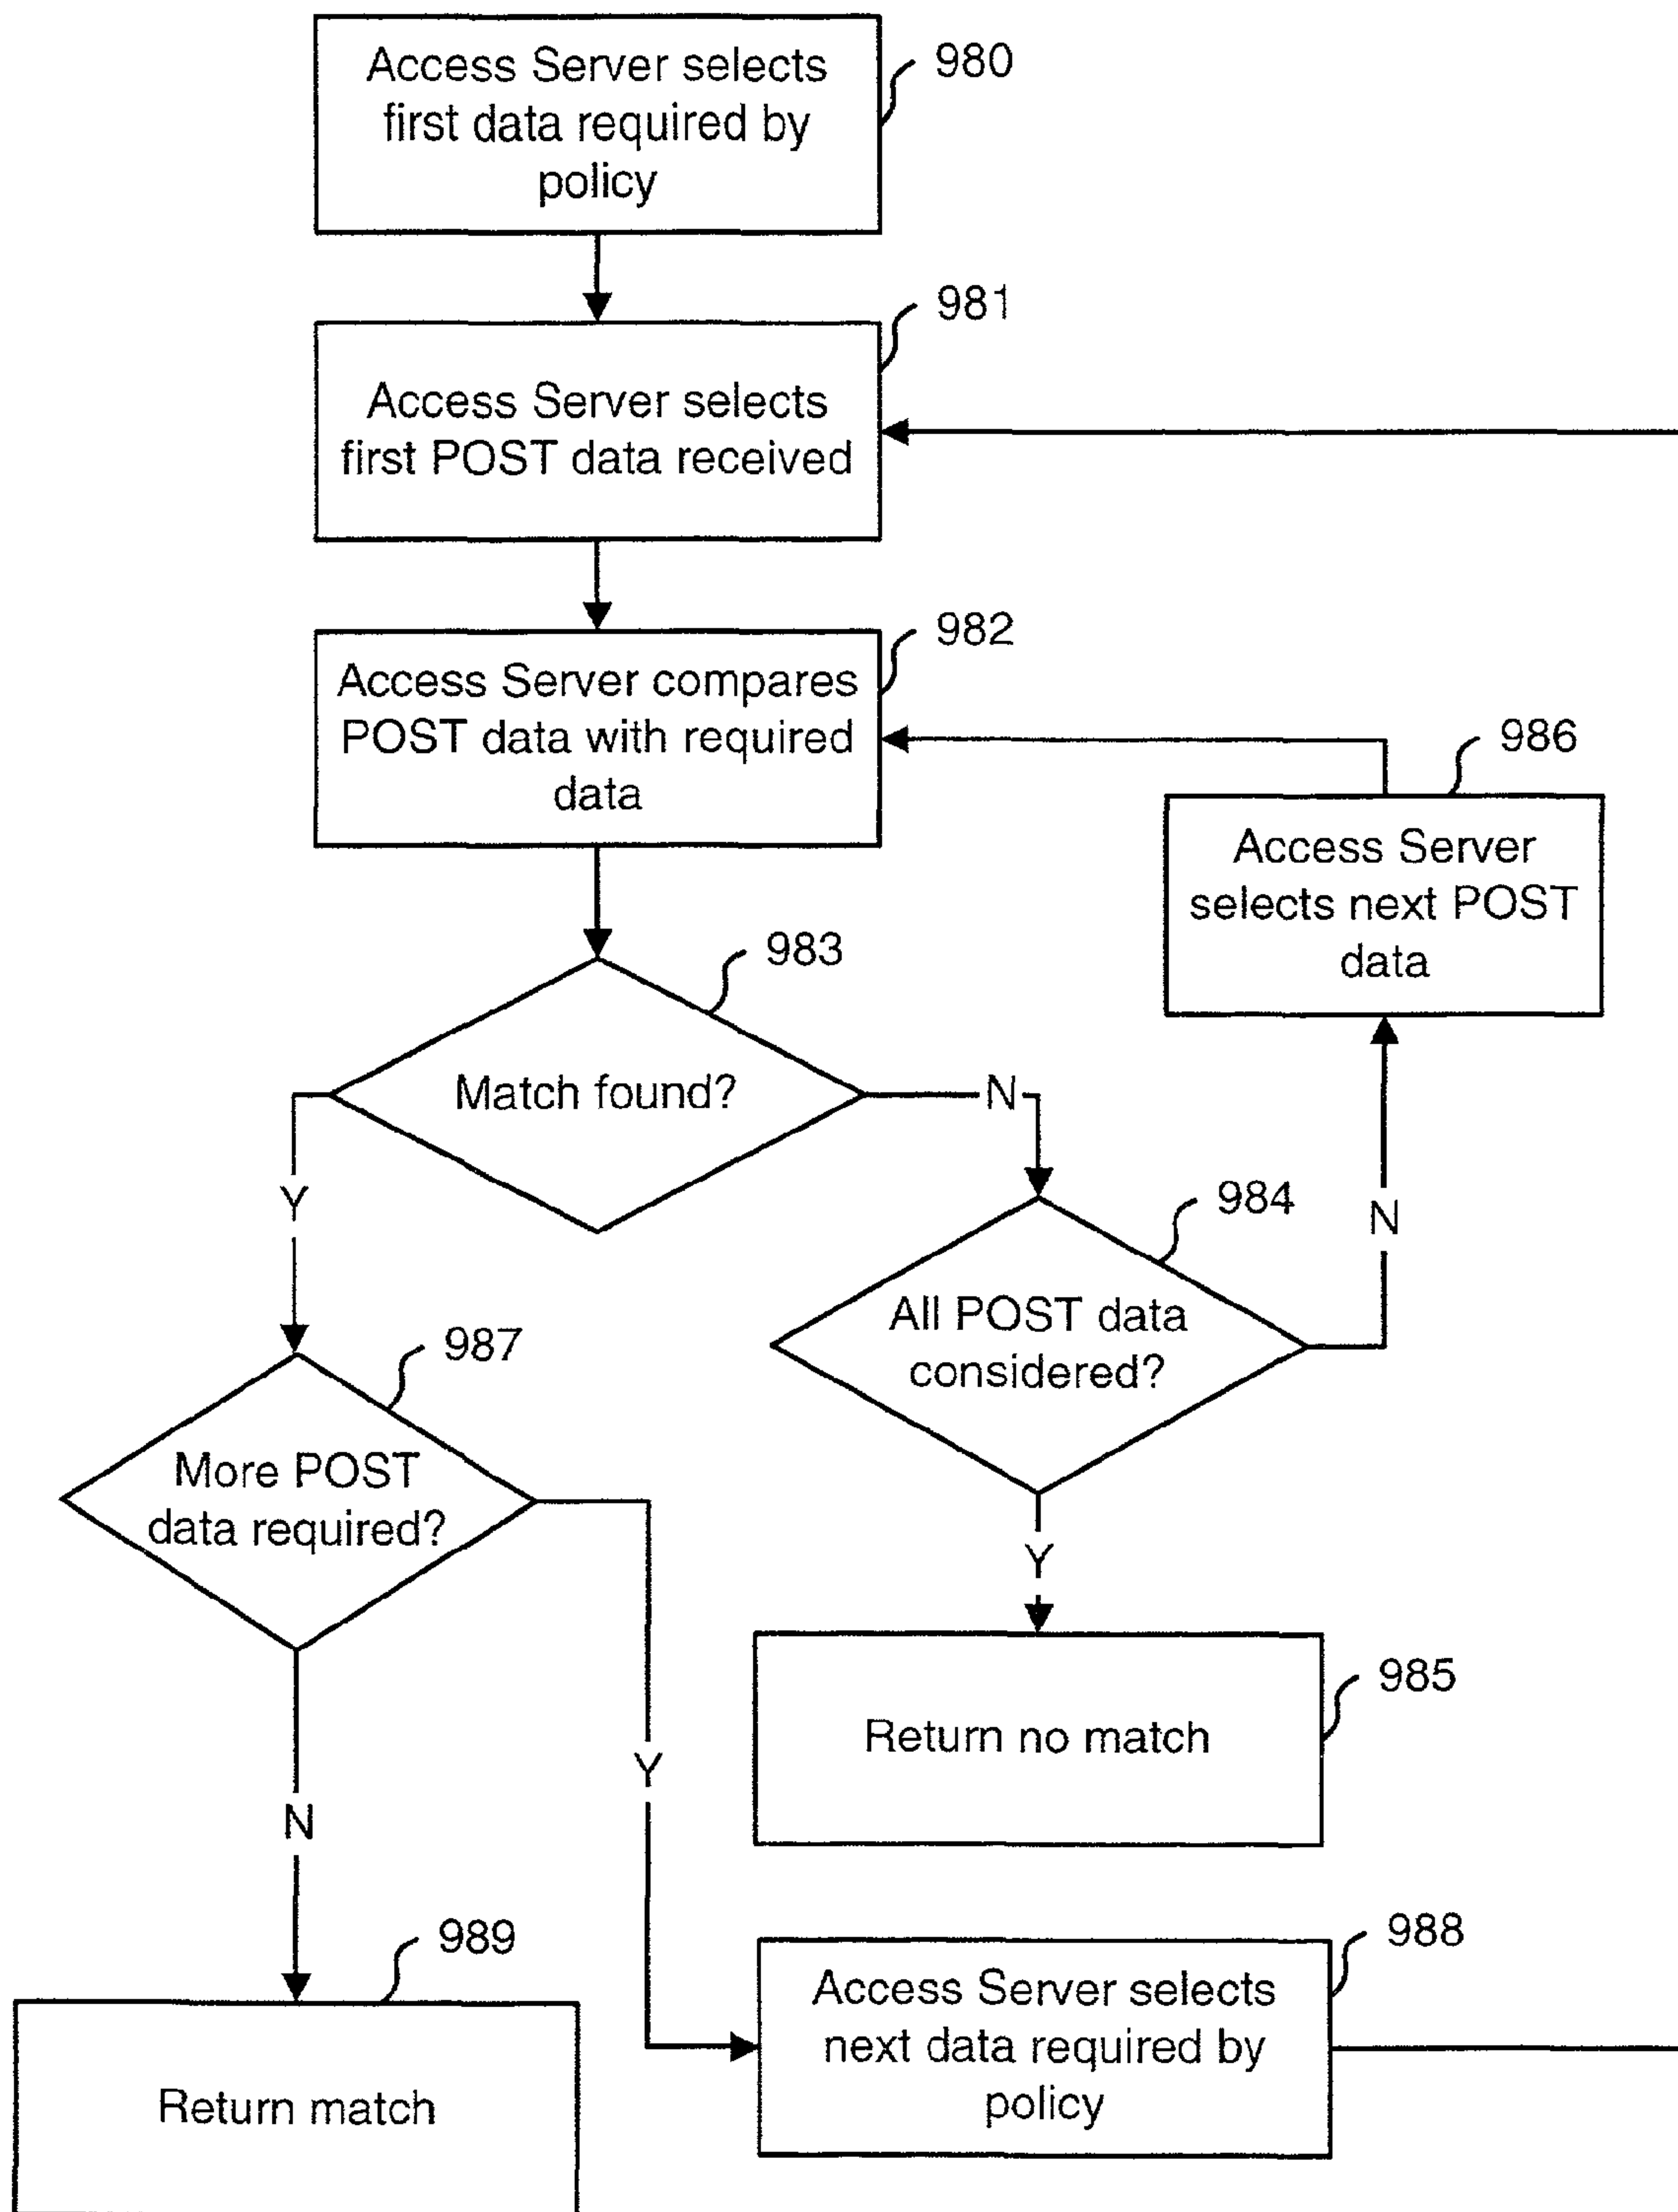 Access Server selects
first data required by
policy
980
Access Server selects
first POST data received
981
Access Server compares
POST data with required
data
982
Access Server
selects next POST
data
986
Match found?
983
N
Y
All POST data
considered?
984
N
Y
More POST
data required?
987
N
Y
Return no match
985
Access Server selects
next data required by
policy
988
Return match
989